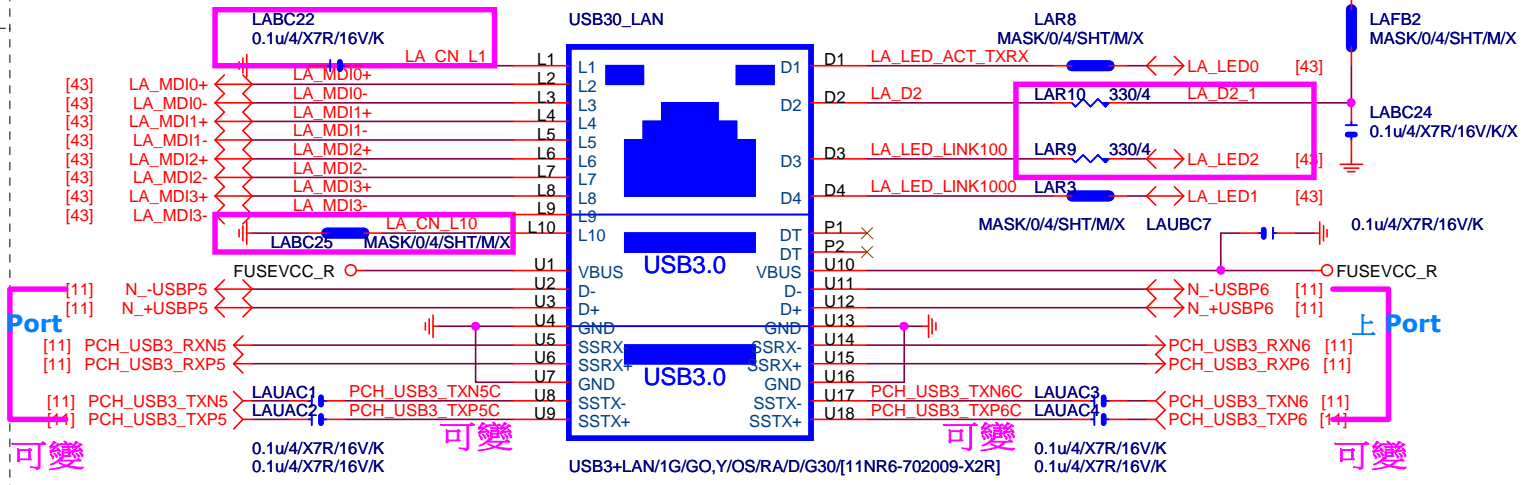 LABC22
0.1u/4/X7R/16V/K
LA_CN_L1
USB30_LAN
LAR8
MASK/0/4/SHT/M/X
LAFB2
MASK/0/4/SHT/M/X
L1 L1 D1 D1 LA_LED_ACT_TXRX LA_LED0 [43]
[43] LA_MDI0+ LA_MDI0+ L2 L2
[43] LA_MDI0- LA_MDI0- L3 L3 D2 D2 LA_D2 LAR10 330/4 LA_D2_1
[43] LA_MDI1+ LA_MDI1+ L4 L4
LABC24
0.1u/4/X7R/16V/K/X
[43] LA_MDI1- LA_MDI1- L5 L5
[43] LA_MDI2+ LA_MDI2+ L6 L6 D3 D3 LA_LED_LINK100 LAR9 330/4 LA_LED2 [43]
[43] LA_MDI2- LA_MDI2- L7 L7
[43] LA_MDI3+ LA_MDI3+ L8 L8 D4 D4 LA_LED_LINK1000 LAR3 LA_LED1 [43]
[43] LA_MDI3- LA_MDI3- L9 L9
MASK/0/4/SHT/M/X LAUBC7 0.1u/4/X7R/16V/K
LA_CN_L10 L10 L10 DT P1
LABC25 MASK/0/4/SHT/M/X
DT P2
USB3.0
FUSEVCC_R U1 VBUS VBUS U10 FUSEVCC_R
[11] N_-USBP5 U2 D- D- U11 N_-USBP6 [11]
[11] N_+USBP5 U3 D+ D+ U12 N_+USBP6 [11]
Port U4 GND GND U13 上 Port
[11] PCH_USB3_RXN5 U5 SSRX- SSRX- U14 PCH_USB3_RXN6 [11]
[11] PCH_USB3_RXP5 U6 SSRX+ SSRX+ U15 PCH_USB3_RXP6 [11]
U7 GND USB3.0 GND U16
[11] PCH_USB3_TXN5 LAUAC1 PCH_USB3_TXN5C U8 SSTX- SSTX- U17 PCH_USB3_TXN6C LAUAC3 PCH_USB3_TXN6 [11]
[11] PCH_USB3_TXP5 LAUAC2 PCH_USB3_TXP5C U9 SSTX+ SSTX+ U18 PCH_USB3_TXP6C LAUAC4 PCH_USB3_TXP6 [11]
可變 可變 可變 可變
0.1u/4/X7R/16V/K 0.1u/4/X7R/16V/K
0.1u/4/X7R/16V/K USB3+LAN/1G/GO,Y/OS/RA/D/G30/[11NR6-702009-X2R] 0.1u/4/X7R/16V/K